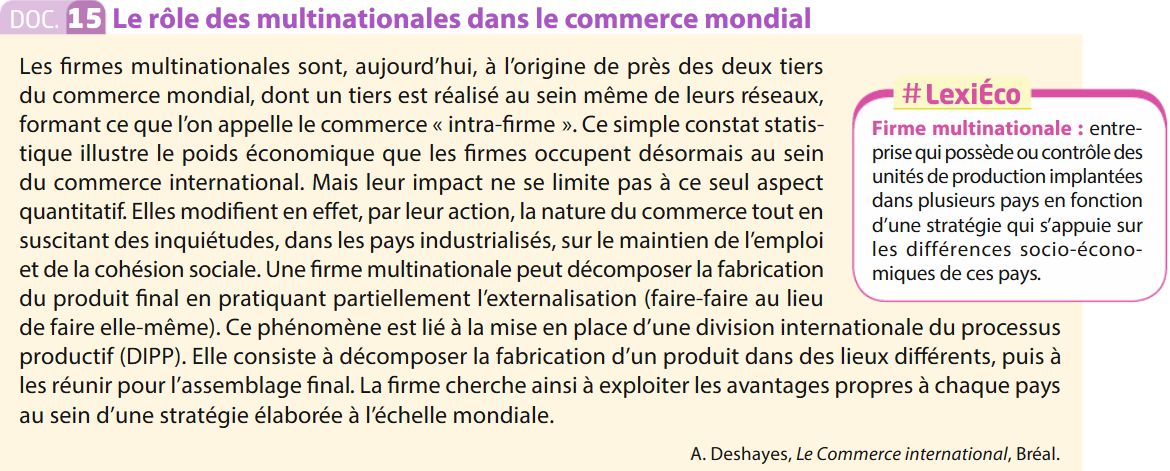 DOC. 15 Le rôle des multinationales dans le commerce mondial
Les firmes multinationales sont, aujourd’hui, à l’origine de près des deux tiers
du commerce mondial, dont un tiers est réalisé au sein même de leurs réseaux,
formant ce que l’on appelle le commerce « intra-firme ». Ce simple constat statis-
tique illustre le poids économique que les firmes occupent désormais au sein
du commerce international. Mais leur impact ne se limite pas à ce seul aspect
quantitatif. Elles modifient en effet, par leur action, la nature du commerce tout en
suscitant des inquiétudes, dans les pays industrialisés, sur le maintien de l’emploi
et de la cohésion sociale. Une firme multinationale peut décomposer la fabrication
du produit final en pratiquant partiellement l’externalisation (faire-faire au lieu
de faire elle-même). Ce phénomène est lié à la mise en place d’une division internationale du processus
productif (DIPP). Elle consiste à décomposer la fabrication d’un produit dans des lieux différents, puis à
les réunir pour l’assemblage final. La firme cherche ainsi à exploiter les avantages propres à chaque pays
au sein d’une stratégie élaborée à l’échelle mondiale.
A. Deshayes, Le Commerce international, Bréal.
#LexiÉco
Firme multinationale : entre-
prise qui possède ou contrôle des
unités de production implantées
dans plusieurs pays en fonction
d’une stratégie qui s’appuie sur
les différences socio-écono-
miques de ces pays.